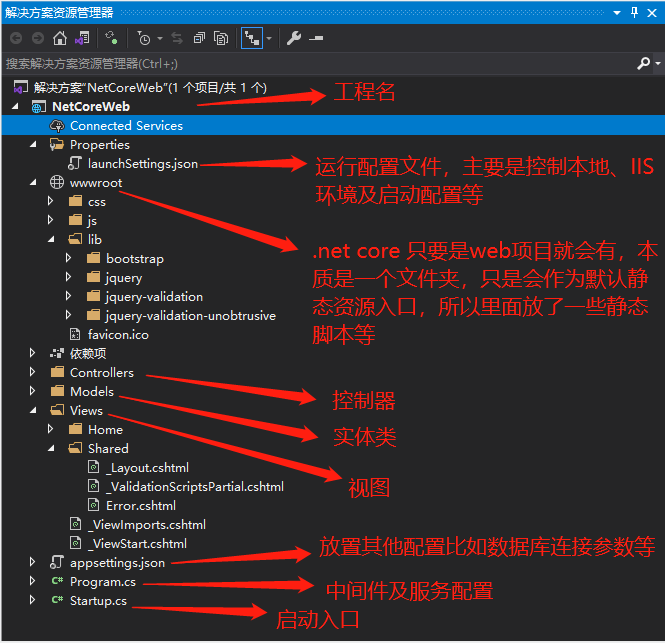 解决方案资源管理器
搜索解决方案资源管理器(Ctrl+;)
解决方案"NetCoreWeb"(1 个项目/共 1 个)
NetCoreWeb
工程名
Connected Services
Properties
launchSettings.json
运行配置文件，主要是控制本地、IIS
环境及启动配置等
wwwroot
css
js
lib
bootstrap
jquery
jquery-validation
jquery-validation-unobtrusive
favicon.ico
.net core 只要是web项目就会有，本
质是一个文件夹，只是会作为默认静
态资源入口，所以里面放了一些静态
脚本等
依赖项
Controllers
控制器
Models
实体类
Views
视图
Home
Shared
_Layout.cshtml
_ValidationScriptsPartial.cshtml
Error.cshtml
_ViewImports.cshtml
_ViewStart.cshtml
appsettings.json
放置其他配置比如数据库连接参数等
C# Program.cs
中间件及服务配置
C# Startup.cs
启动入口